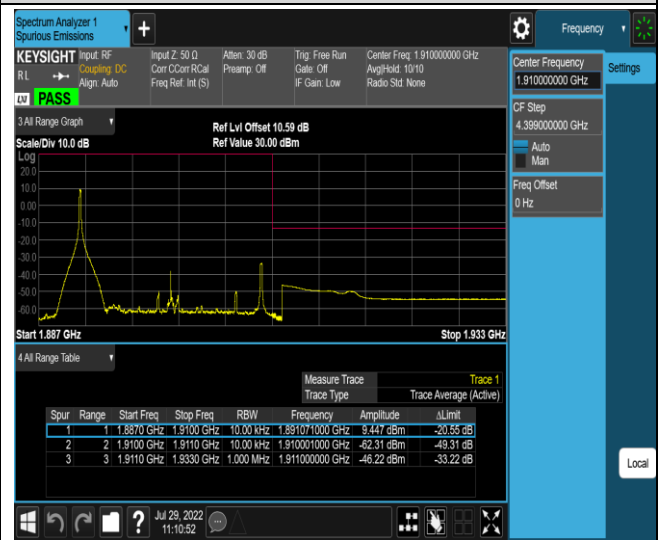 Spectrum Analyzer 1
Spurious Emissions
+
Frequency
KEYSIGHT Input: RF
Coupling: DC
Align: Auto
RL
Input Z: 50 Ω
Corr CCorr RCal
Freq Ref: Int (S)
Atten: 30 dB
Preamp: Off
Trig: Free Run
Gate: Off
IF Gain: Low
Center Freq: 1.910000000 GHz
Avg|Hold: 10/10
Radio Std: None
LXI PASS
Center Frequency
1.910000000 GHz
Settings
CF Step
4.399000000 GHz
Auto
Man
Freq Offset
0 Hz
3 All Range Graph
Scale/Div 10.0 dB
Ref Lvl Offset 10.59 dB
Ref Value 30.00 dBm
Log
20.0
10.0
0.00
-10.0
-20.0
-30.0
-40.0
-50.0
-60.0
Start 1.887 GHz Stop 1.933 GHz
4 All Range Table
Measure Trace Trace 1
Trace Type Trace Average (Active)
Spur Range Start Freq Stop Freq RBW Frequency Amplitude ΔLimit
1 1 1.8870 GHz 1.9100 GHz 10.00 kHz 1.891071000 GHz 9.447 dBm -20.55 dB
2 2 1.9100 GHz 1.9110 GHz 10.00 kHz 1.910001000 GHz -62.31 dBm -49.31 dB
3 3 1.9110 GHz 1.9330 GHz 1.000 MHz 1.911000000 GHz -46.22 dBm -33.22 dB
Local
?
Jul 29, 2022
11:10:52